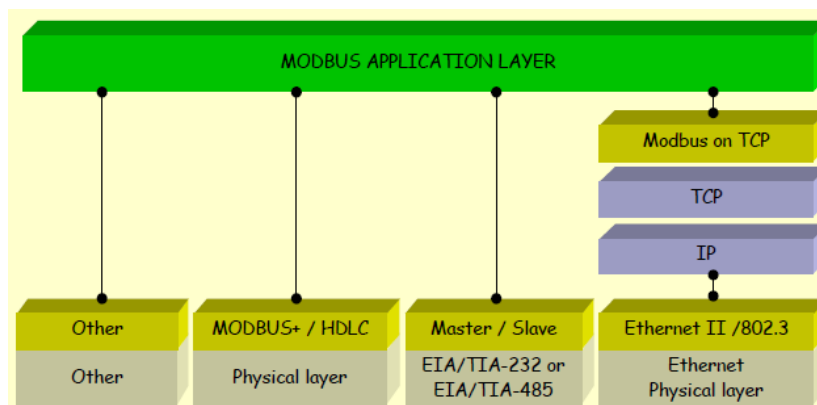 MODBUS APPLICATION LAYER
Modbus on TCP
TCP
IP
Other
MODBUS+ / HDLC
Master / Slave
Ethernet II /802.3
Other
Physical layer
EIA/TIA-232 or
EIA/TIA-485
Ethernet
Physical layer